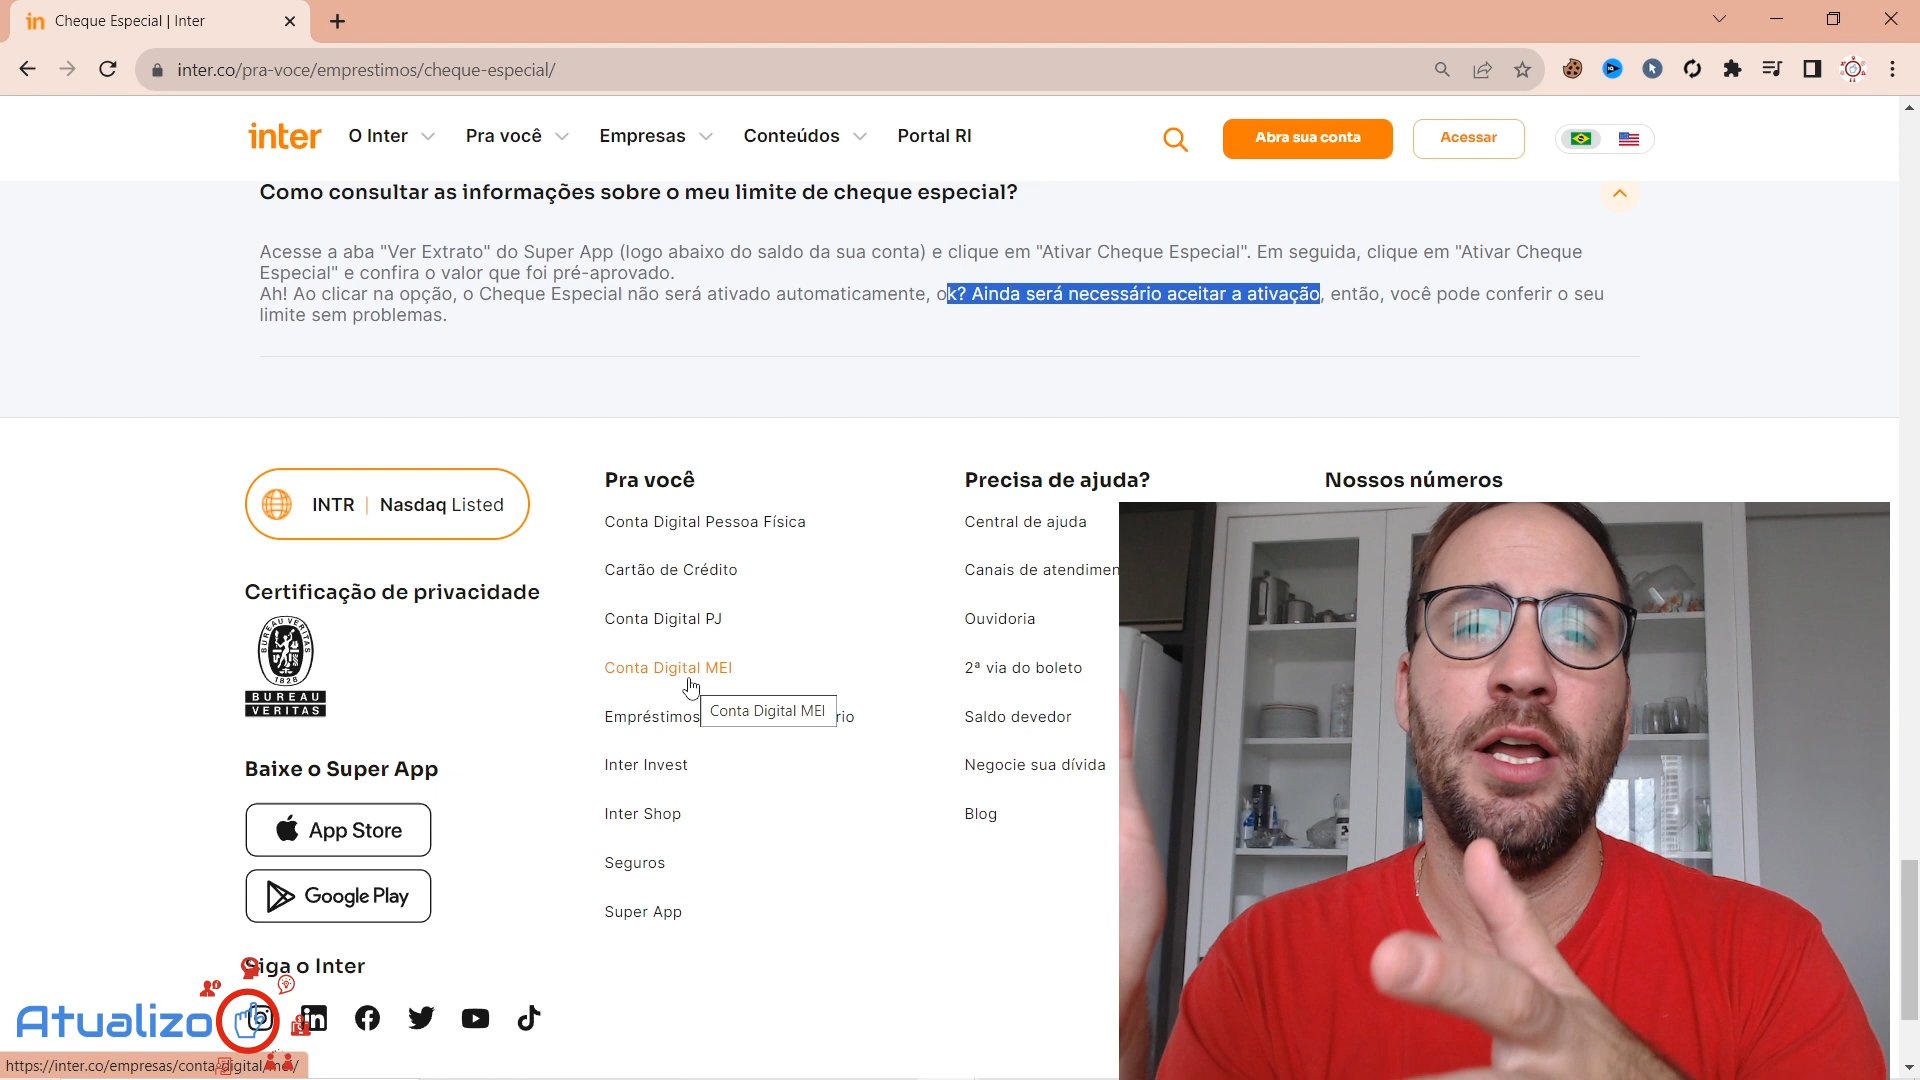 in Cheque Especial | Inter
inter.co/pra-voce/emprestimos/cheque-especial/
inter O Inter Pra você Empresas Conteúdos Portal RI Abra sua conta Acessar
Como consultar as informações sobre o meu limite de cheque especial?
Acesse a aba "Ver Extrato" do Super App (logo abaixo do saldo da sua conta) e clique em "Ativar Cheque Especial". Em seguida, clique em "Ativar Cheque
Especial" e confira o valor que foi pré-aprovado.
Ah! Ao clicar na opção, o Cheque Especial não será ativado automaticamente, ok? Ainda será necessário aceitar a ativação, então, você pode conferir o seu
limite sem problemas.
INTR | Nasdaq Listed
Certificação de privacidade
BUREAU VERITAS
1828
BUREAU
VERITAS
Baixe o Super App
App Store
Google Play
Siga o Inter
in
Atualizo
https://inter.co/empresas/conta-digital/mei/
Pra você
Conta Digital Pessoa Física
Cartão de Crédito
Conta Digital PJ
Conta Digital MEI
Conta Digital MEI
Empréstimos
Inter Invest
Inter Shop
Seguros
Super App
Precisa de ajuda?
Central de ajuda
Canais de atendimen
Ouvidoria
2ª via do boleto
Saldo devedor
Negocie sua dívida
Blog
Nossos números